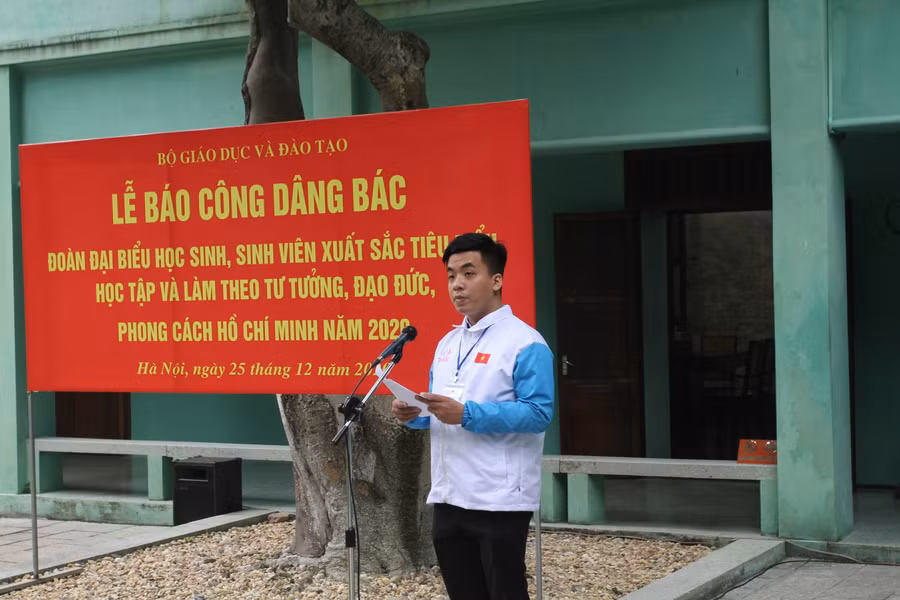 BỘ GIÁO DỤC VÀ ĐÀO TẠO
LỄ BÁO CÔNG DÂNG BÁC
ĐOÀN ĐẠI BIỂU HỌC SINH, SINH VIÊN XUẤT SẮC TIÊU
HỌC TẬP VÀ LÀM THEO TƯ TƯỞNG, ĐẠO ĐỨC,
PHONG CÁCH HỒ CHÍ MINH NĂM 2020
Hà Nội, ngày 25 tháng 12 năm